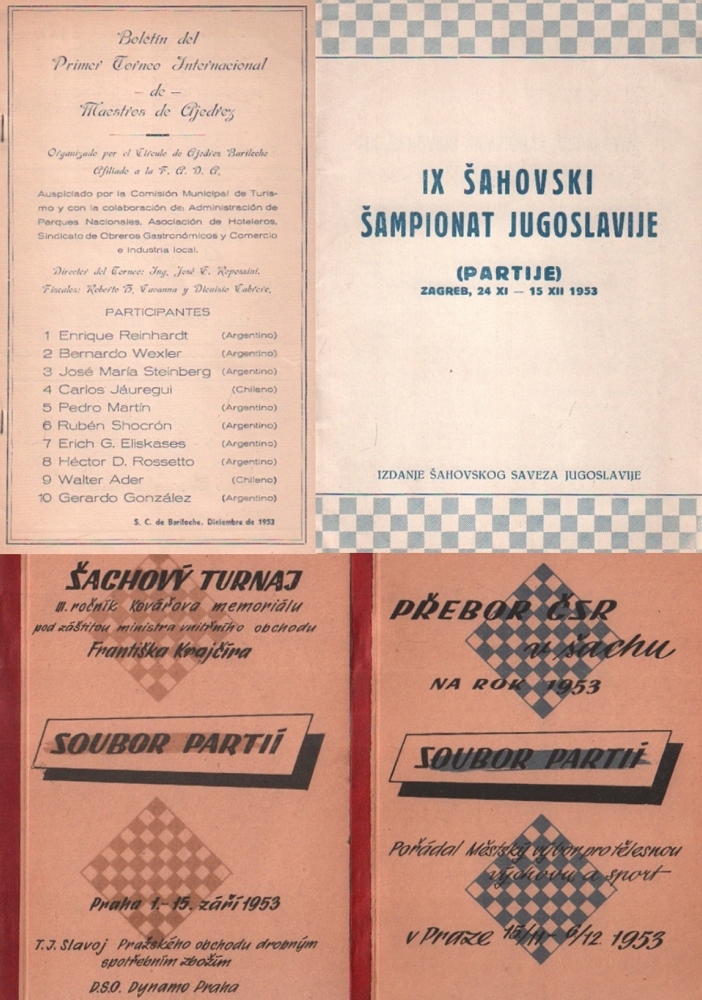 Boletín del
Primer Torneo Internacional
- de -
Maestros de Ajedrez
Organizado por el Círculo de Ajedrez Bariloche
Afiliado a la F. A. D. A.
Auspiciado por la Comisión Municipal de Turis-
mo y con la colaboración de: Administración de
Parques Nacionales, Asociación de Hoteleros,
Sindicato de Obreros Gastronómicos y Comercio
e Industria local.
Director del Torneo: Ing. José T. Repossini.
Fiscales: Roberto B. Cavanna y Dionisio Cabrere.
PARTICIPANTES
1 Enrique Reinhardt (Argentino)
2 Bernardo Wexler (Argentino)
3 José María Steinberg (Argentino)
4 Carlos Jáuregui (Chileno)
5 Pedro Martín (Argentino)
6 Rubén Shocrón (Argentino)
7 Erich G. Eliskases (Argentino)
8 Héctor D. Rossetto (Argentino)
9 Walter Ader (Chileno)
10 Gerardo González (Argentino)
S. C. de Bariloche, Diciembre de 1953
IX ŠAHOVSKI
ŠAMPIONAT JUGOSLAVIJE
(PARTIJE)
ZAGREB, 24 XI — 15 XII 1953
IZDANJE ŠAHOVSKOG SAVEZA JUGOSLAVIJE
ŠACHOVÝ TURNAJ
III. ročník Kovářova memoriálu
pod záštitou ministra vnitřního obchodu
Františka Krajčíra
SOUBOR PARTIÍ
Praha 1.-15. září 1953
T.J. Slavoj Pražského obchodu drobným
spotřebním zbožím
D.S.O. Dynamo Praha
PŘEBOR ČSR
v šachu
NA ROK 1953
SOUBOR PARTIÍ
Pořádal Městský výbor pro tělesnou
výchovu a sport
v Praze 15/11 - 6/12 1953